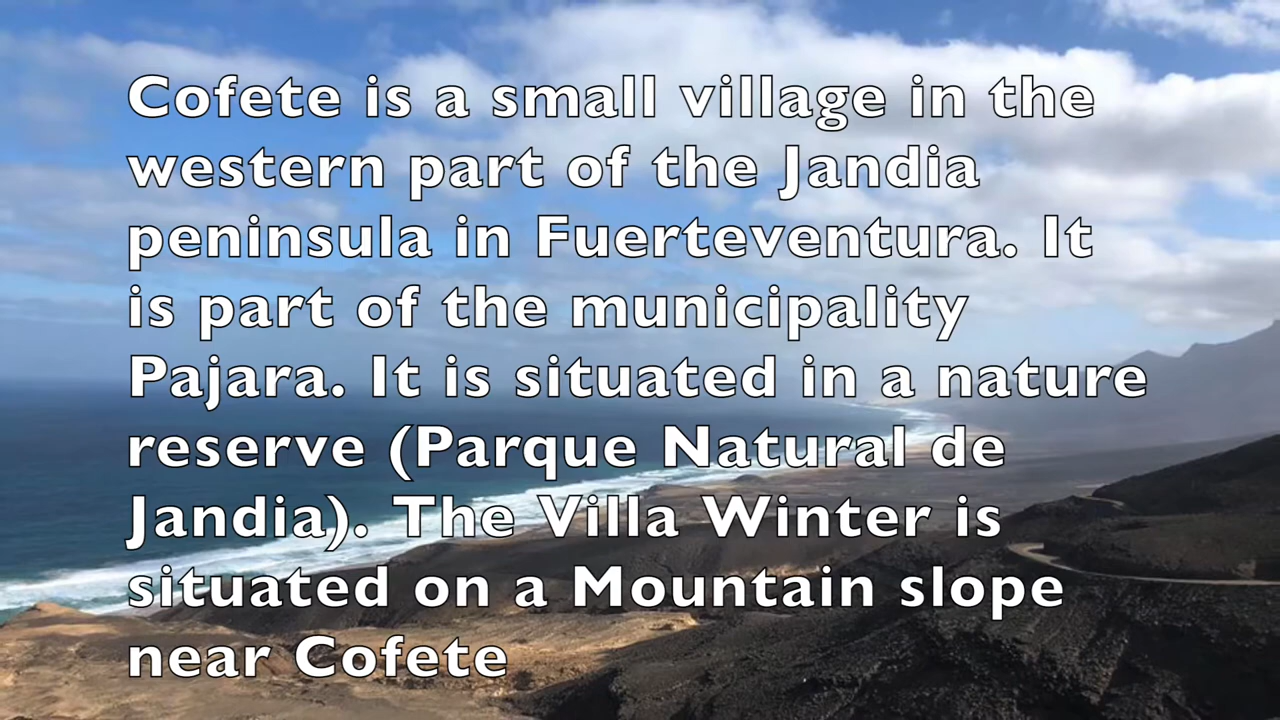 Cofete is a small village in the
western part of the Jandia
peninsula in Fuerteventura. It
is part of the municipality
Pajara. It is situated in a nature
reserve (Parque Natural de
Jandia). The Villa Winter is
situated on a Mountain slope
near Cofete